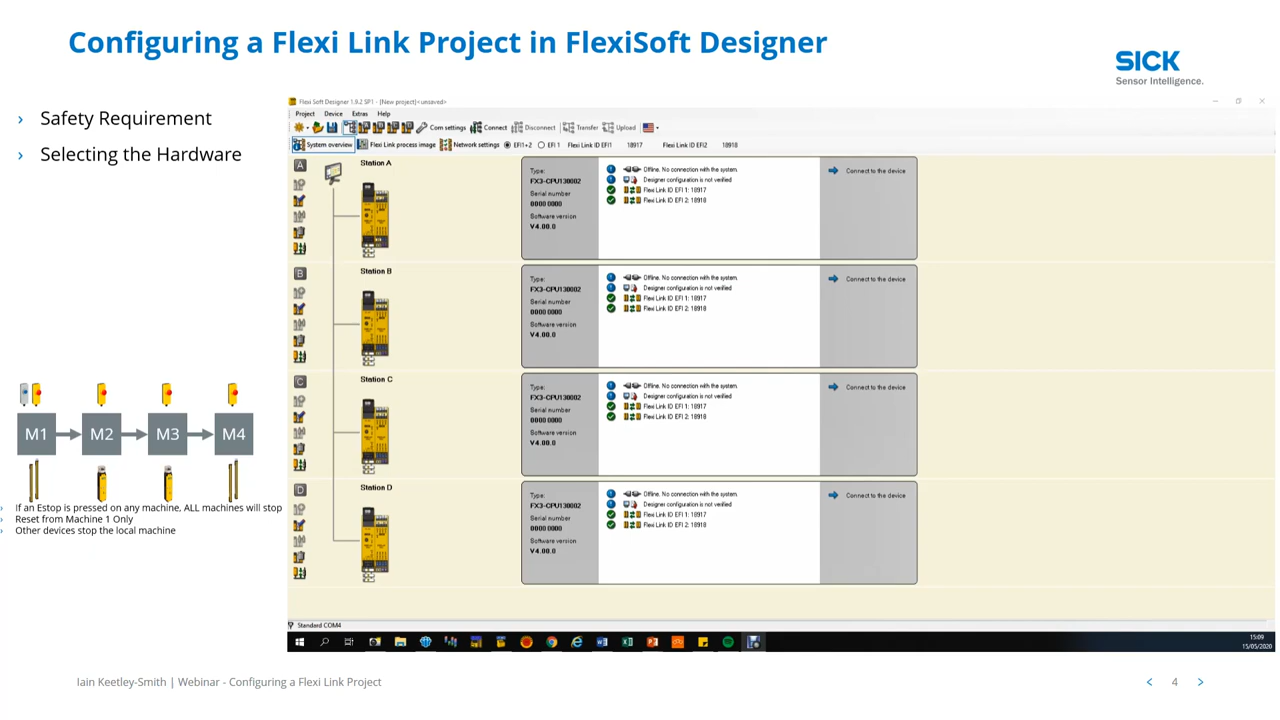 Configuring a Flexi Link Project in FlexiSoft Designer
SICK
Sensor Intelligence.
› Safety Requirement
› Selecting the Hardware
Flexi Soft Designer 1.9.2 SP1 - [New project]< unsaved>
Project Device Extras Help
Com settings Connect Disconnect Transfer Upload
System overview Flexi Link process image Network settings EFI1+2 EFI 1 Flexi Link ID EFI1 18917 Flexi Link ID EFI2 18918
A Station A
Type:
FX3-CPU130002
Serial number
0000 0000
Software version
V4.00.0
Offline. No connection with the system.
Designer configuration is not verified
Flexi Link ID EFI 1: 18917
Flexi Link ID EFI 2: 18918
Connect to the device
B Station B
Type:
FX3-CPU130002
Serial number
0000 0000
Software version
V4.00.0
Offline. No connection with the system.
Designer configuration is not verified
Flexi Link ID EFI 1: 18917
Flexi Link ID EFI 2: 18918
Connect to the device
C Station C
Type:
FX3-CPU130002
Serial number
0000 0000
Software version
V4.00.0
Offline. No connection with the system.
Designer configuration is not verified
Flexi Link ID EFI 1: 18917
Flexi Link ID EFI 2: 18918
Connect to the device
D Station D
Type:
FX3-CPU130002
Serial number
0000 0000
Software version
V4.00.0
Offline. No connection with the system.
Designer configuration is not verified
Flexi Link ID EFI 1: 18917
Flexi Link ID EFI 2: 18918
Connect to the device
M1 M2 M3 M4
› If an Estop is pressed on any machine, ALL machines will stop
› Reset from Machine 1 Only
› Other devices stop the local machine
Standard COM4
15:09
15/05/2020
Iain Keetley-Smith | Webinar - Configuring a Flexi Link Project
< 4 >